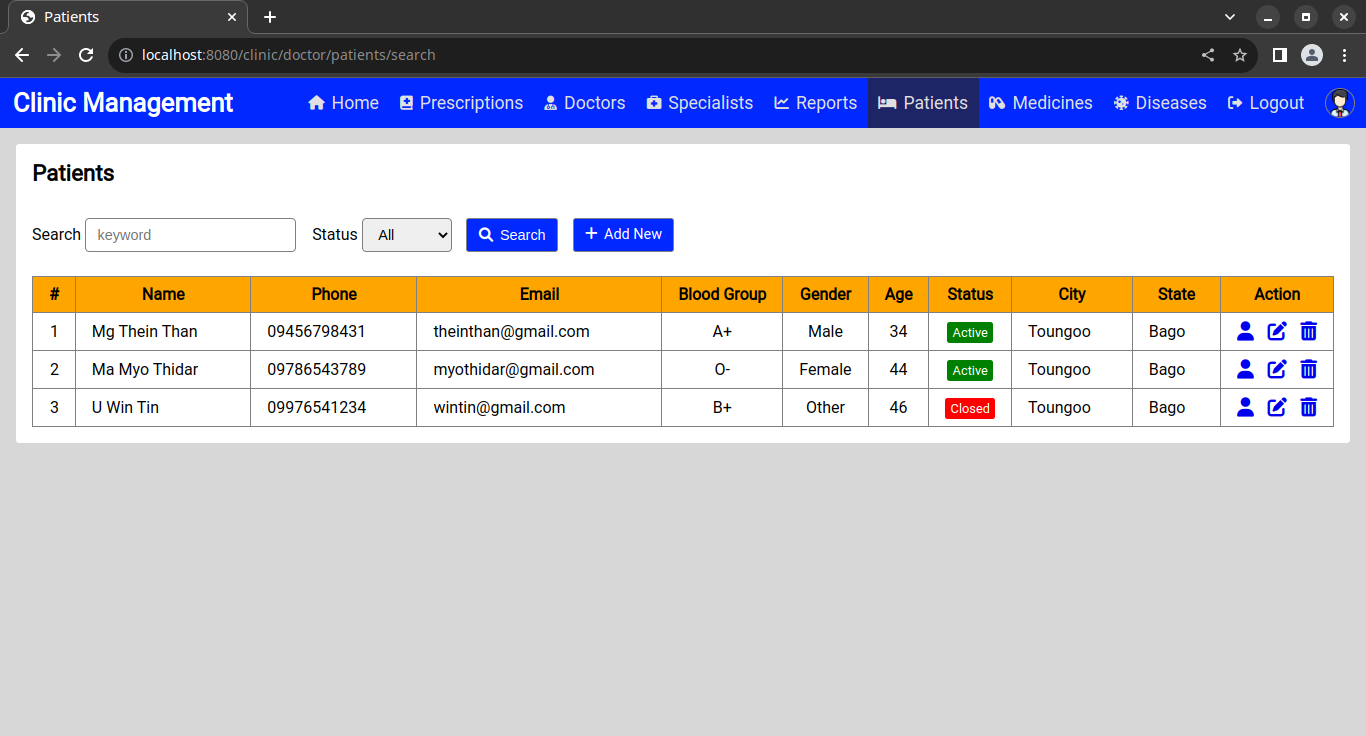 Patients
localhost:8080/clinic/doctor/patients/search
Clinic Management Home Prescriptions Doctors Specialists Reports Patients Medicines Diseases Logout
Patients
Search keyword Status All Search Add New
# Name Phone Email Blood Group Gender Age Status City State Action
1 Mg Thein Than 09456798431 theinthan@gmail.com A+ Male 34 Active Toungoo Bago
2 Ma Myo Thidar 09786543789 myothidar@gmail.com O- Female 44 Active Toungoo Bago
3 U Win Tin 09976541234 wintin@gmail.com B+ Other 46 Closed Toungoo Bago